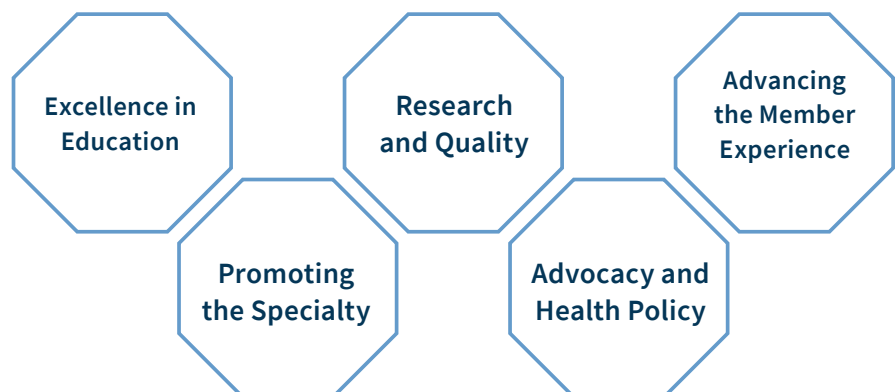 Excellence in
Education
Research
and Quality
Advancing
the Member
Experience
Promoting
the Specialty
Advocacy and
Health Policy